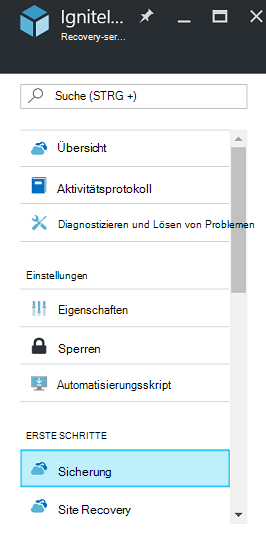 Ignitel...
Recovery-ser...
Suche (STRG +)
Übersicht
Aktivitätsprotokoll
Diagnostizieren und Lösen von Problemen
Einstellungen
Eigenschaften
Sperren
Automatisierungsskript
ERSTE SCHRITTE
Sicherung
Site Recovery